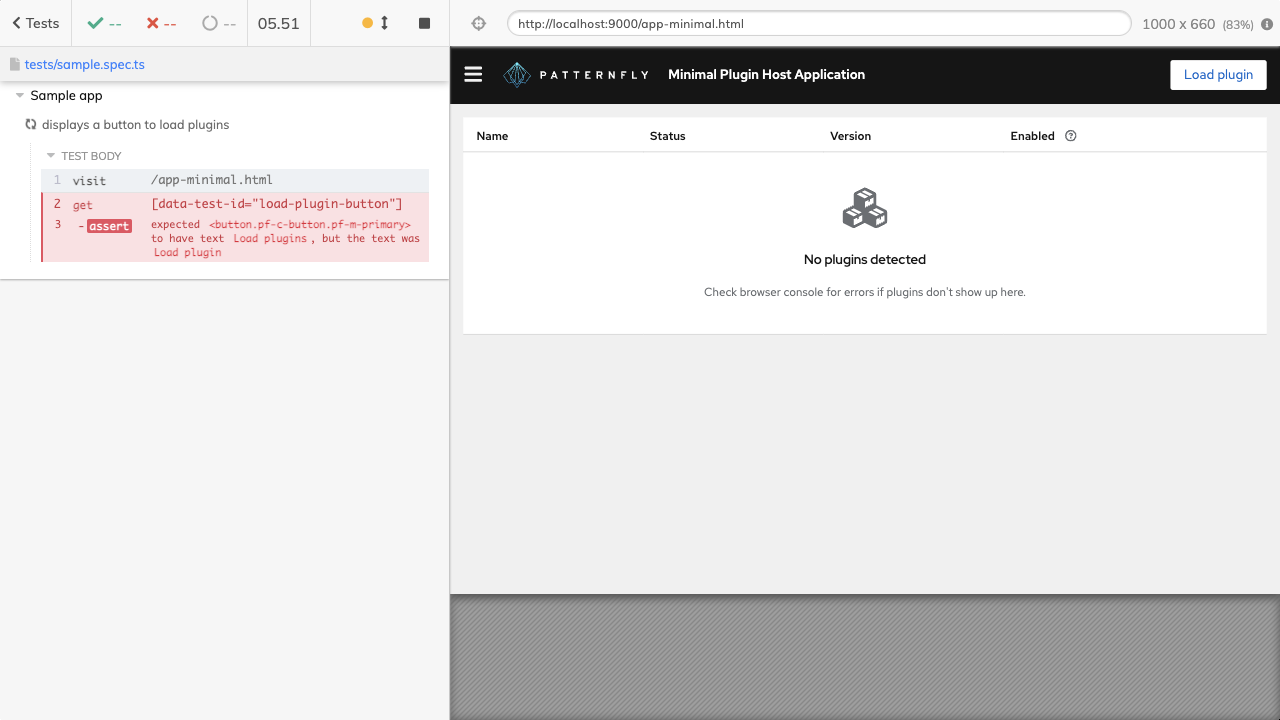 Tests
--
--
--
05.51
http://localhost:9000/app-minimal.html
1000 x 660 (83%)
tests/sample.spec.ts
Sample app
displays a button to load plugins
TEST BODY
1 visit /app-minimal.html
2 get [data-test-id="load-plugin-button"]
3 -assert expected <button.pf-c-button.pf-m-primary>
to have text Load plugins, but the text was
Load plugin
PATTERNFLY
Minimal Plugin Host Application
Load plugin
Name Status Version Enabled
No plugins detected
Check browser console for errors if plugins don't show up here.